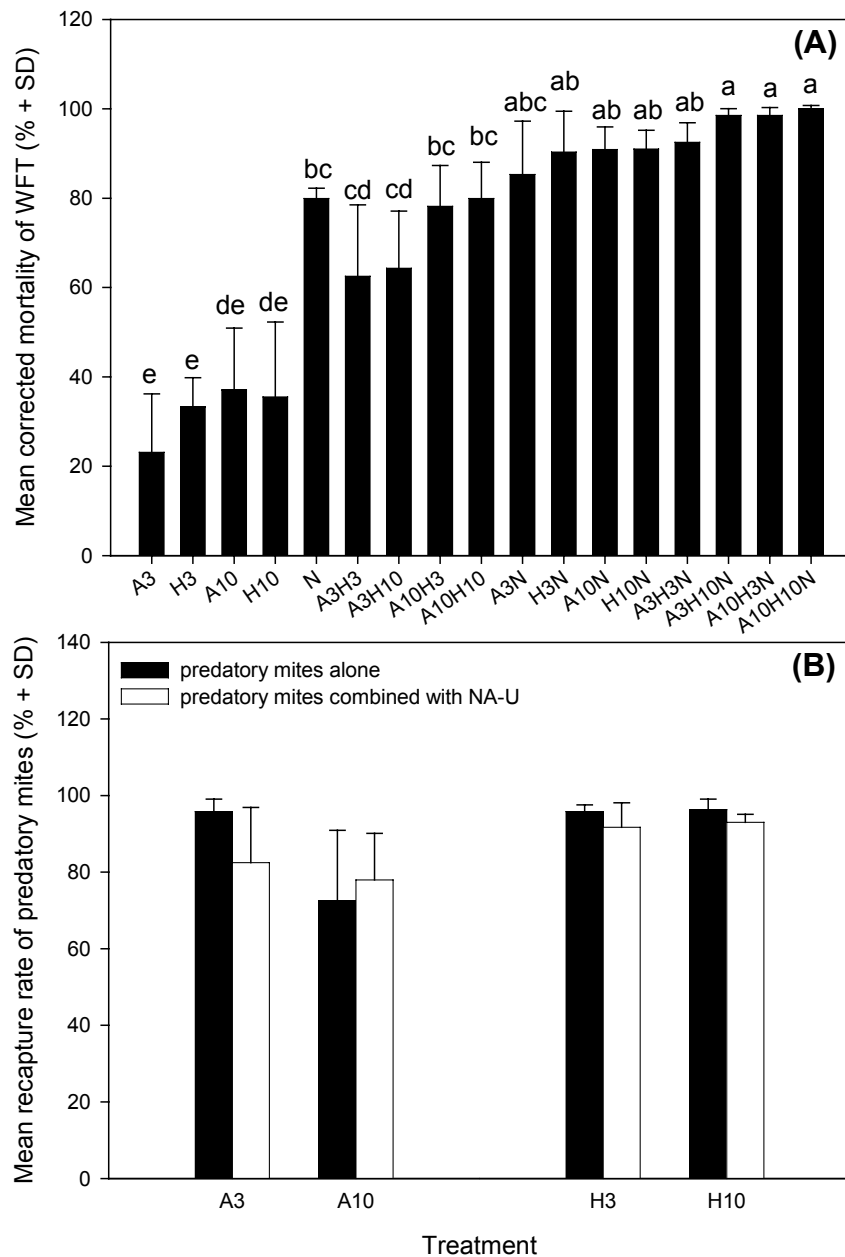 (A)
Mean corrected mortality of WFT (% + SD)
120
100
80
60
40
20
0
e
e
de
de
bc
cd
cd
bc
bc
abc
ab
ab
ab
ab
a
a
a
A3
H3
A10
H10
N
A3H3
A3H10
A10H3
A10H10
A3N
H3N
A10N
H10N
A3H3N
A3H10N
A10H3N
A10H10N
(B)
Mean recapture rate of predatory mites (% + SD)
140
120
100
80
60
40
20
0
predatory mites alone
predatory mites combined with NA-U
A3
A10
H3
H10
Treatment